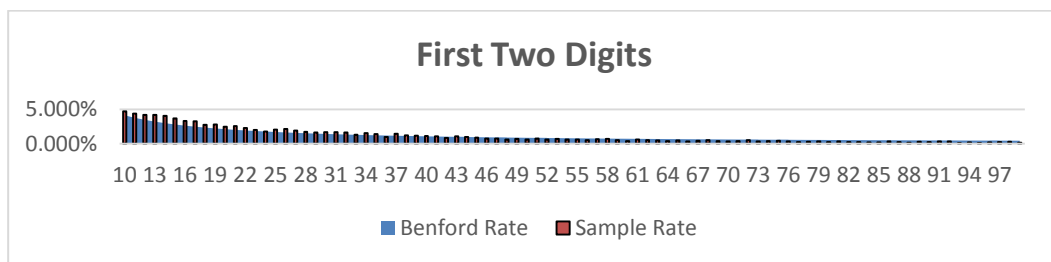 First Two Digits
5.000%
0.000%
10 13 16 19 22 25 28 31 34 37 40 43 46 49 52 55 58 61 64 67 70 73 76 79 82 85 88 91 94 97
Benford Rate Sample Rate